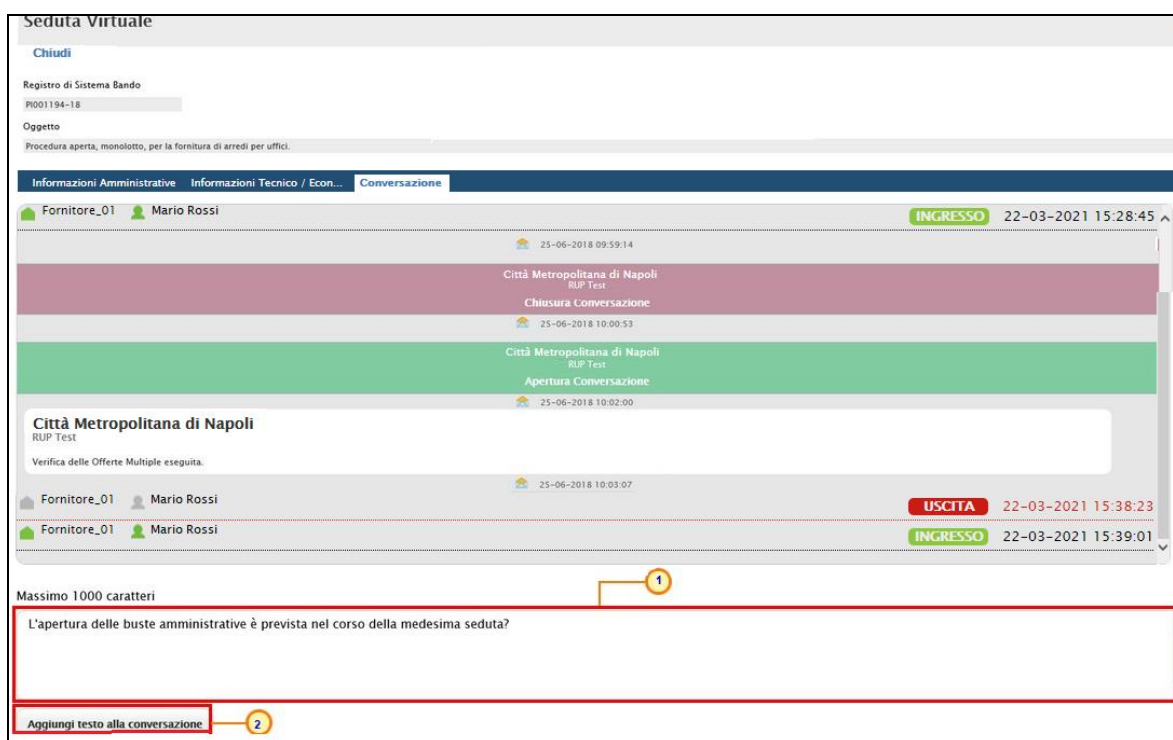 Seduta Virtuale
Chiudi
Registro di Sistema Bando
PI001194-18
Oggetto
Procedura aperta, monolotto, per la fornitura di arredi per uffici.
Informazioni Amministrative Informazioni Tecnico / Econ... Conversazione
Fornitore_01 Mario Rossi INGRESSO 22-03-2021 15:28:45
25-06-2018 09:59:14
Città Metropolitana di Napoli
RUP Test
Chiusura Conversazione
25-06-2018 10:00:53
Città Metropolitana di Napoli
RUP Test
Apertura Conversazione
25-06-2018 10:02:00
Città Metropolitana di Napoli
RUP Test
Verifica delle Offerte Multiple eseguita.
25-06-2018 10:03:07
Fornitore_01 Mario Rossi USCITA 22-03-2021 15:38:23
Fornitore_01 Mario Rossi INGRESSO 22-03-2021 15:39:01
1
Massimo 1000 caratteri
L'apertura delle buste amministrative è prevista nel corso della medesima seduta?
Aggiungi testo alla conversazione 2